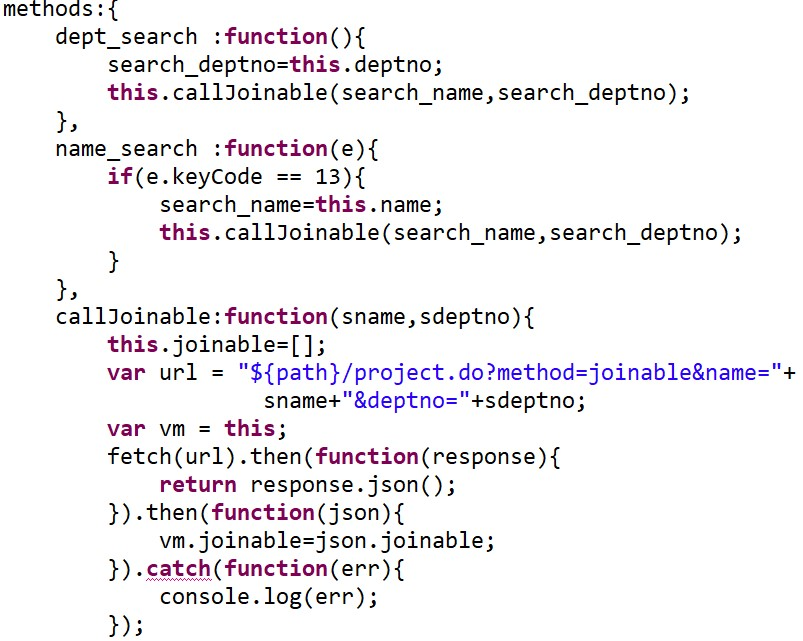 methods:{
    dept_search :function(){
        search_deptno=this.deptno;
        this.callJoinable(search_name,search_deptno);
    },
    name_search :function(e){
        if(e.keyCode == 13){
            search_name=this.name;
            this.callJoinable(search_name,search_deptno);
        }
    },
    callJoinable:function(sname,sdeptno){
        this.joinable=[];
        var url = "${path}/project.do?method=joinable&name="+
                    sname+"&deptno="+sdeptno;
        var vm = this;
        fetch(url).then(function(response){
            return response.json();
        }).then(function(json){
            vm.joinable=json.joinable;
        }).catch(function(err){
            console.log(err);
        });